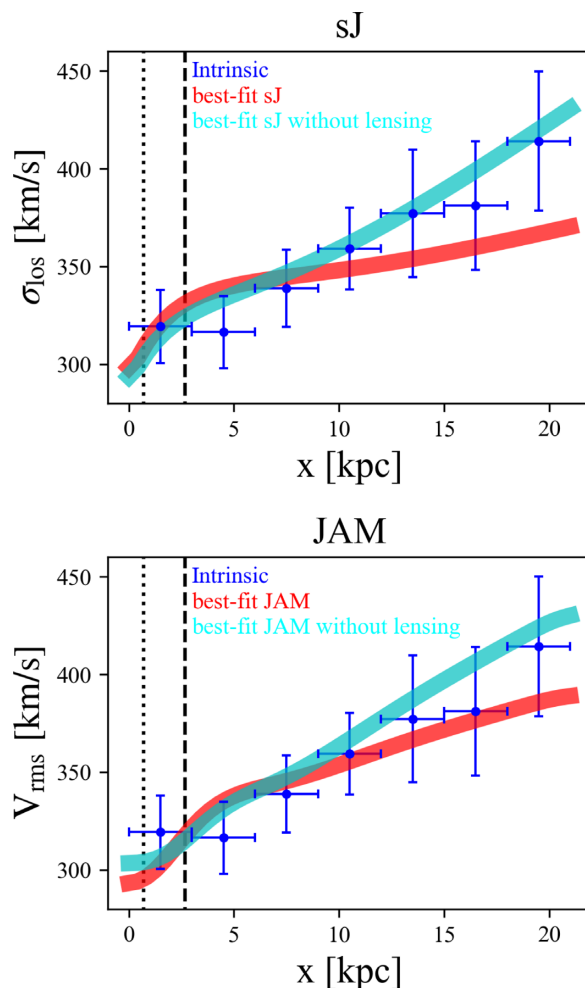 sJ
450
400
350
300
σlos [km/s]
Intrinsic
best-fit sJ
best-fit sJ without lensing
0 5 10 15 20
x [kpc]
JAM
450
400
350
300
Vrms [km/s]
Intrinsic
best-fit JAM
best-fit JAM without lensing
0 5 10 15 20
x [kpc]